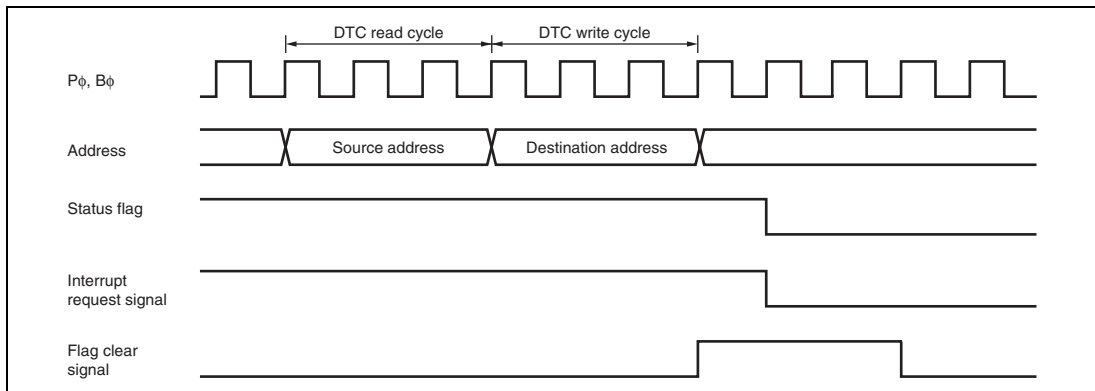 DTC read cycle DTC write cycle
Pϕ, Bϕ
Address Source address Destination address
Status flag
Interrupt
request signal
Flag clear
signal